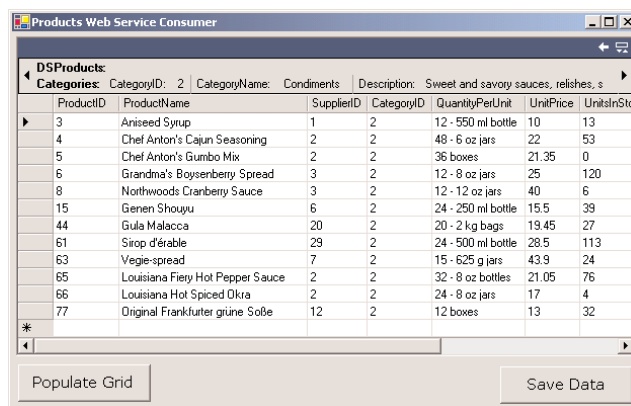 Products Web Service Consumer
DSProducts:
Categories: CategoryID: 2 CategoryName: Condiments Description: Sweet and savory sauces, relishes, s
ProductID ProductName SupplierID CategoryID QuantityPerUnit UnitPrice UnitsInSto
3 Aniseed Syrup 1 2 12 - 550 ml bottle 10 13
4 Chef Anton's Cajun Seasoning 2 2 48 - 6 oz jars 22 53
5 Chef Anton's Gumbo Mix 2 2 36 boxes 21.35 0
6 Grandma's Boysenberry Spread 3 2 12 - 8 oz jars 25 120
8 Northwoods Cranberry Sauce 3 2 12 - 12 oz jars 40 6
15 Genen Shouyu 6 2 24 - 250 ml bottle 15.5 39
44 Gula Malacca 20 2 20 - 2 kg bags 19.45 27
61 Sirop d'érable 29 2 24 - 500 ml bottle 28.5 113
63 Vegie-spread 7 2 15 - 625 g jars 43.9 24
65 Louisiana Fiery Hot Pepper Sauce 2 2 32 - 8 oz bottles 21.05 76
66 Louisiana Hot Spiced Okra 2 2 24 - 8 oz jars 17 4
77 Original Frankfurter grüne Soße 12 2 12 boxes 13 32
Populate Grid Save Data